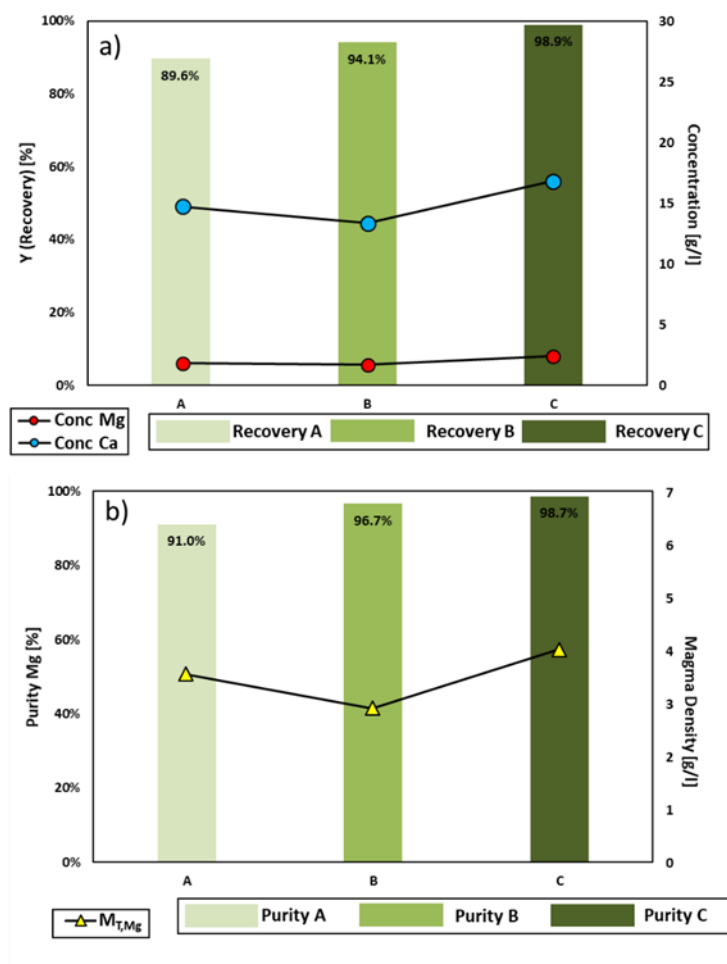 a)
100%
80%
60%
40%
20%
0%
Y (Recovery) [%]
89.6%
94.1%
98.9%
30
25
20
15
10
5
0
Concentration [g/l]
A
B
C
Conc Mg
Conc Ca
Recovery A
Recovery B
Recovery C
b)
100%
80%
60%
40%
20%
0%
Purity Mg [%]
91.0%
96.7%
98.7%
7
6
5
4
3
2
1
0
Magma Density [g/l]
A
B
C
M_T,Mg
Purity A
Purity B
Purity C